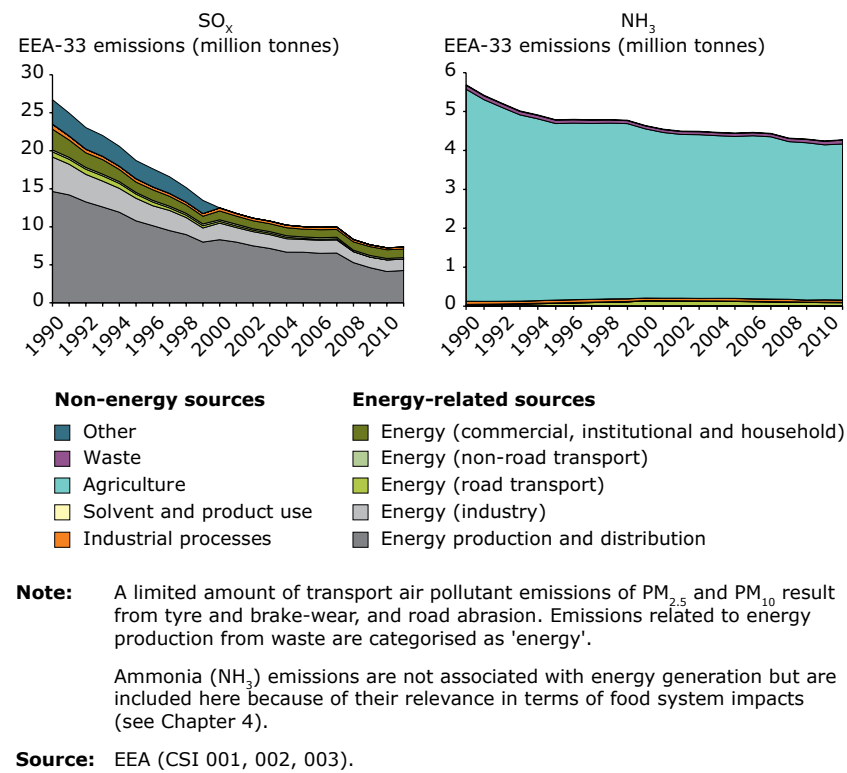 SOx
EEA-33 emissions (million tonnes)
30
25
20
15
10
5
0
1990
1992
1994
1996
1998
2000
2002
2004
2006
2008
2010
NH3
EEA-33 emissions (million tonnes)
6
5
4
3
2
1
0
1990
1992
1994
1996
1998
2000
2002
2004
2006
2008
2010
Non-energy sources
Other
Waste
Agriculture
Solvent and product use
Industrial processes
Energy-related sources
Energy (commercial, institutional and household)
Energy (non-road transport)
Energy (road transport)
Energy (industry)
Energy production and distribution
Note: A limited amount of transport air pollutant emissions of PM2.5 and PM10 result
from tyre and brake-wear, and road abrasion. Emissions related to energy
production from waste are categorised as 'energy'.
Ammonia (NH3) emissions are not associated with energy generation but are
included here because of their relevance in terms of food system impacts
(see Chapter 4).
Source: EEA (CSI 001, 002, 003).